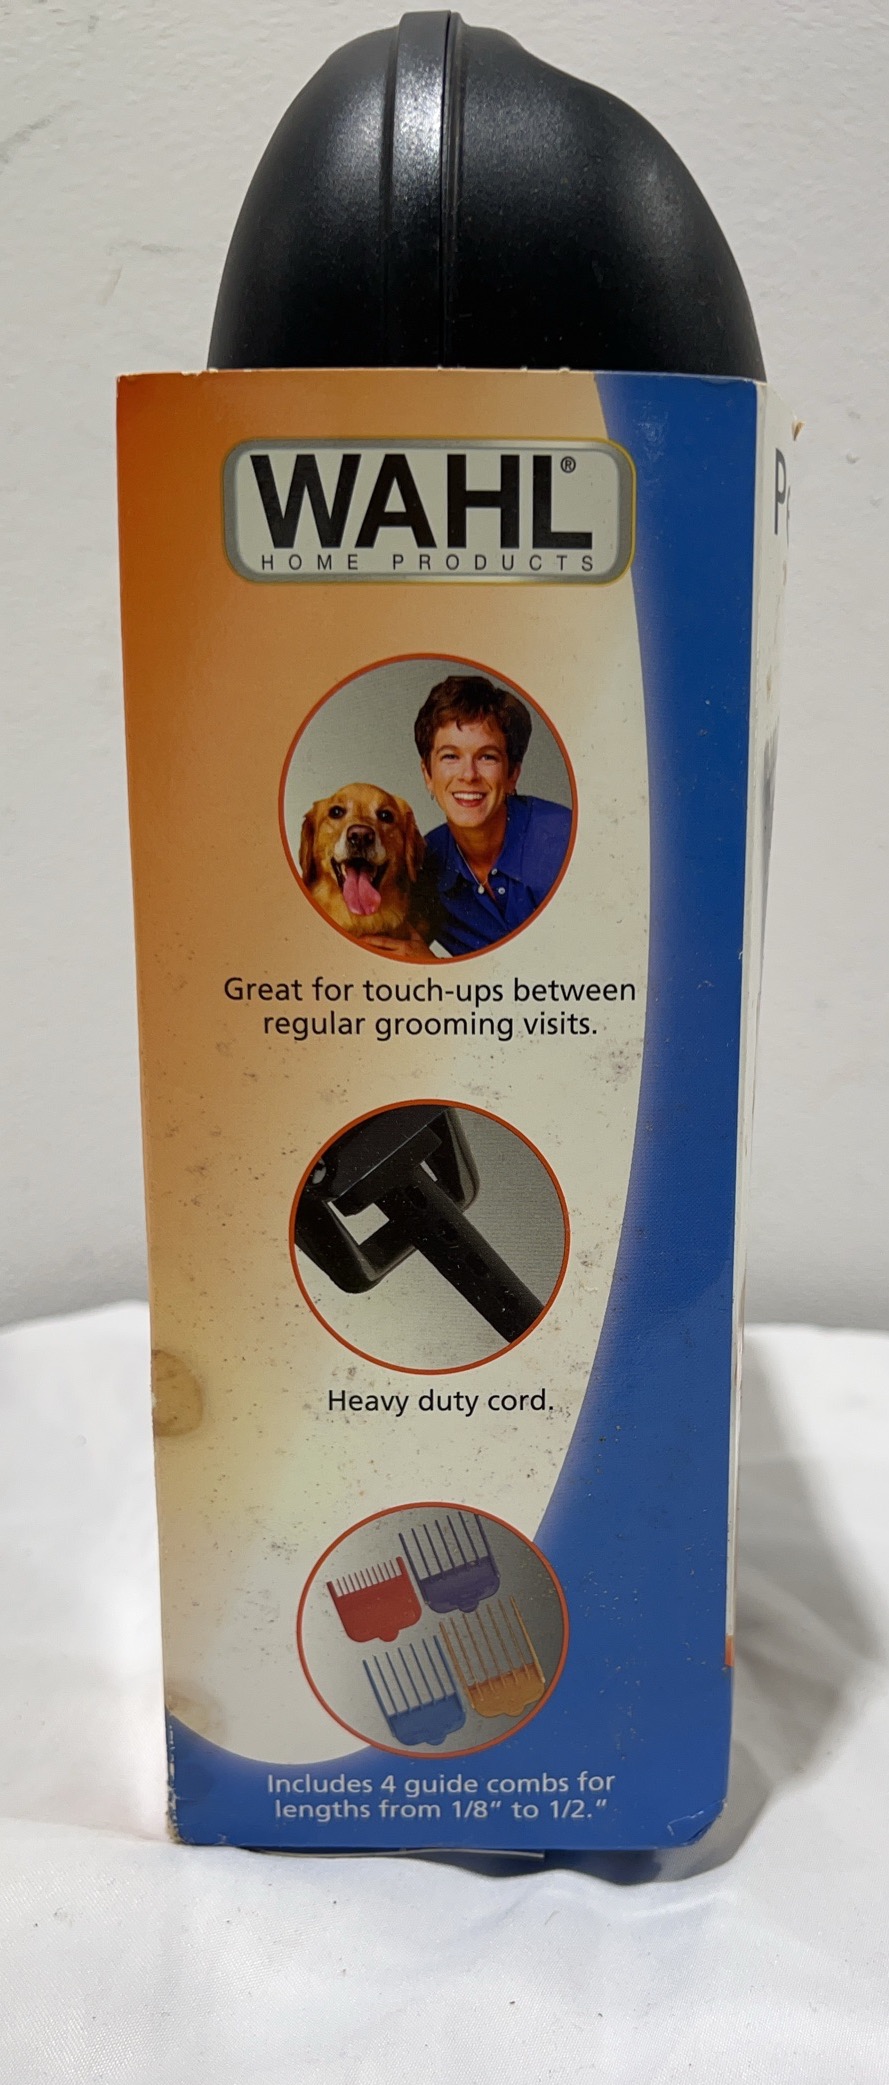 WAHL®
HOME PRODUCTS
Great for touch-ups between
regular grooming visits.
Heavy duty cord.
Includes 4 guide combs for
lengths from 1/8" to 1/2."